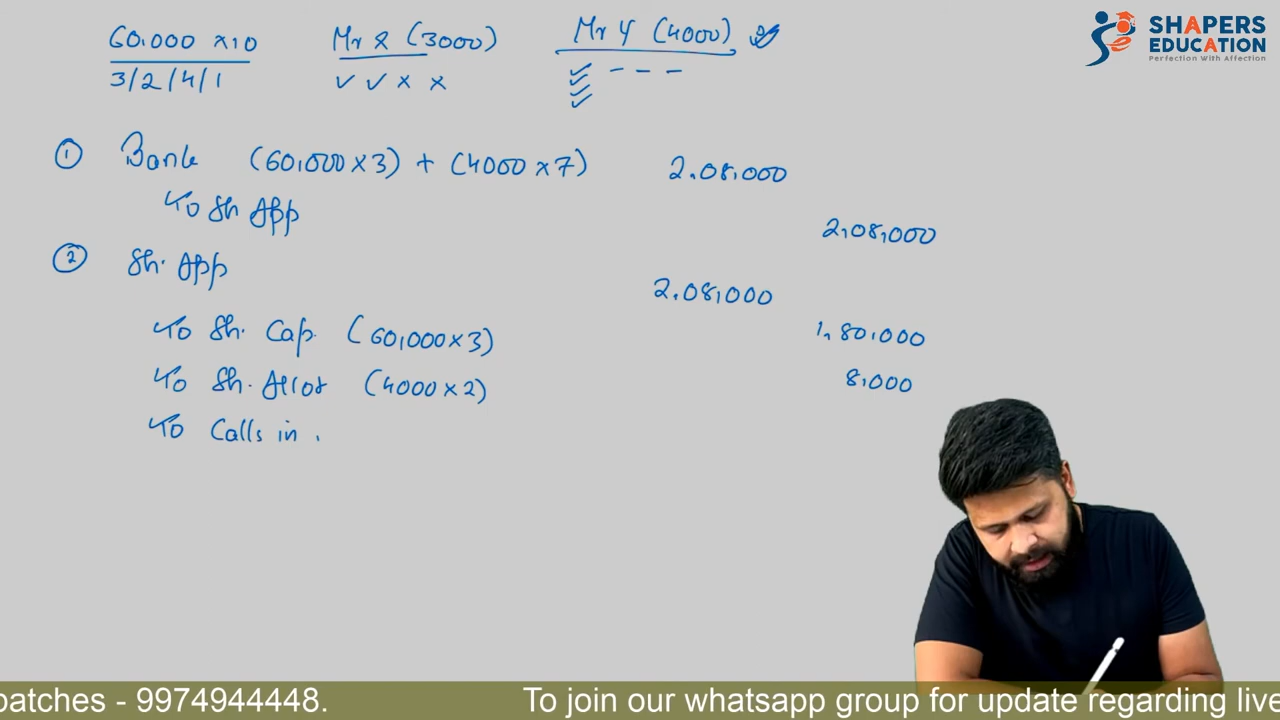 60,000 x10 Mr X (3000) Mr Y (4000)
3/2/4/1 ✓ ✓ x x ✓ - - -
✓
✓
✓
① Bank (60,000 x 3) + (4000 x 7) 2,08,000
To Sh App
2,08,000
② Sh. App
2,08,000
To Sh. Cap. (60,000 x 3) 1,80,000
To Sh. Allot (4000 x 2) 8,000
To Calls in
SHAPERS
EDUCATION
Perfection With Affection
patches - 9974944448. To join our whatsapp group for update regarding live